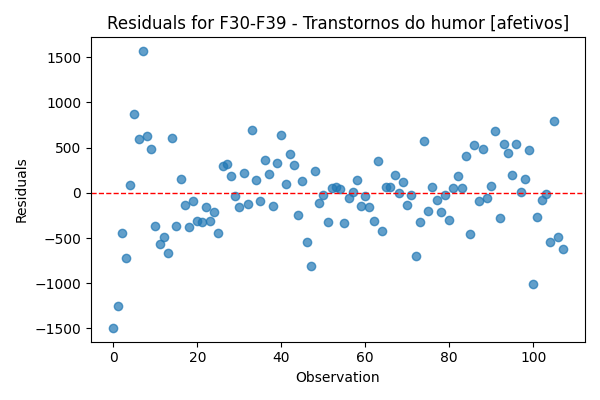 Residuals for F30-F39 - Transtornos do humor [afetivos]
1500
1000
500
0
−500
−1000
−1500
Residuals
0 20 40 60 80 100
Observation